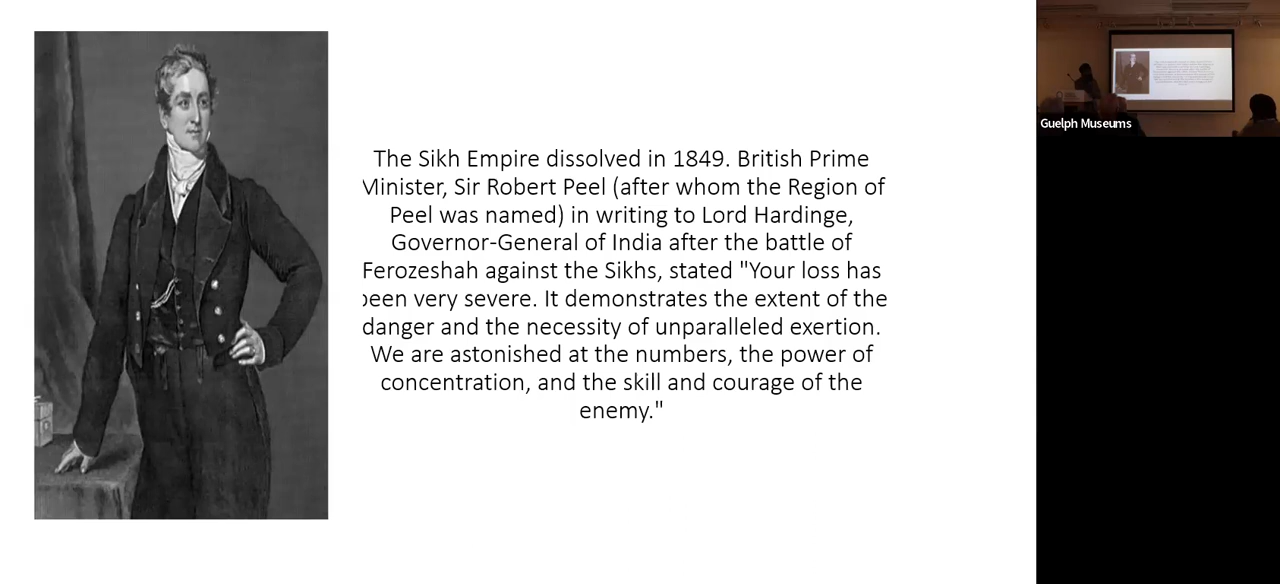 The Sikh Empire dissolved in 1849. British Prime
Minister, Sir Robert Peel (after whom the Region of
Peel was named) in writing to Lord Hardinge,
Governor-General of India after the battle of
Ferozeshah against the Sikhs, stated "Your loss has
been very severe. It demonstrates the extent of the
danger and the necessity of unparalleled exertion.
We are astonished at the numbers, the power of
concentration, and the skill and courage of the
enemy."
Guelph Museums